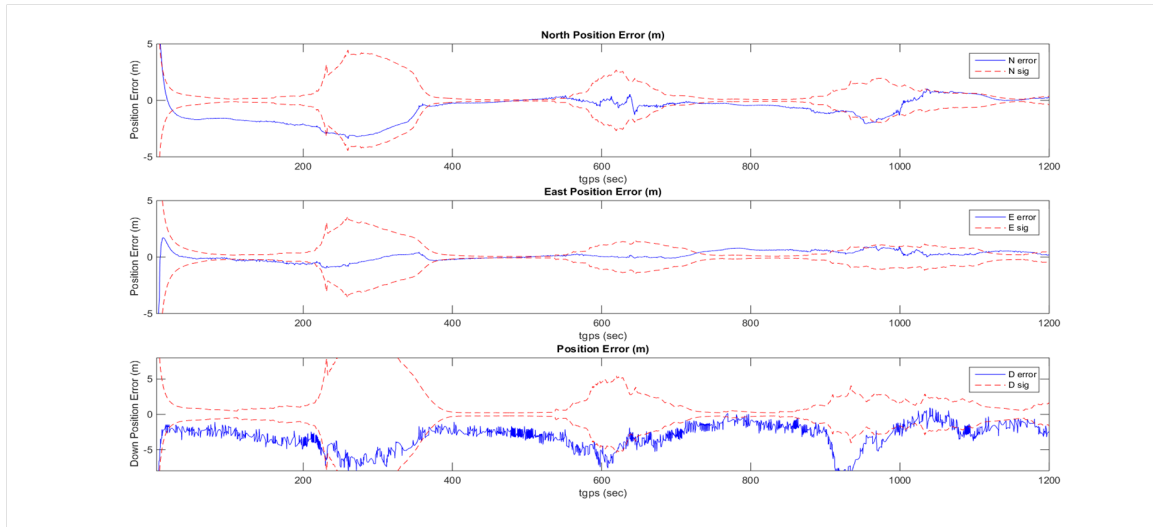 North Position Error (m)
Position Error (m)
5
0
-5
N error
N sig
200
400
600
800
1000
1200
tgps (sec)
East Position Error (m)
Position Error (m)
5
0
-5
E error
E sig
200
400
600
800
1000
1200
tgps (sec)
Position Error (m)
Down Position Error (m)
5
0
-5
D error
D sig
200
400
600
800
1000
1200
tgps (sec)